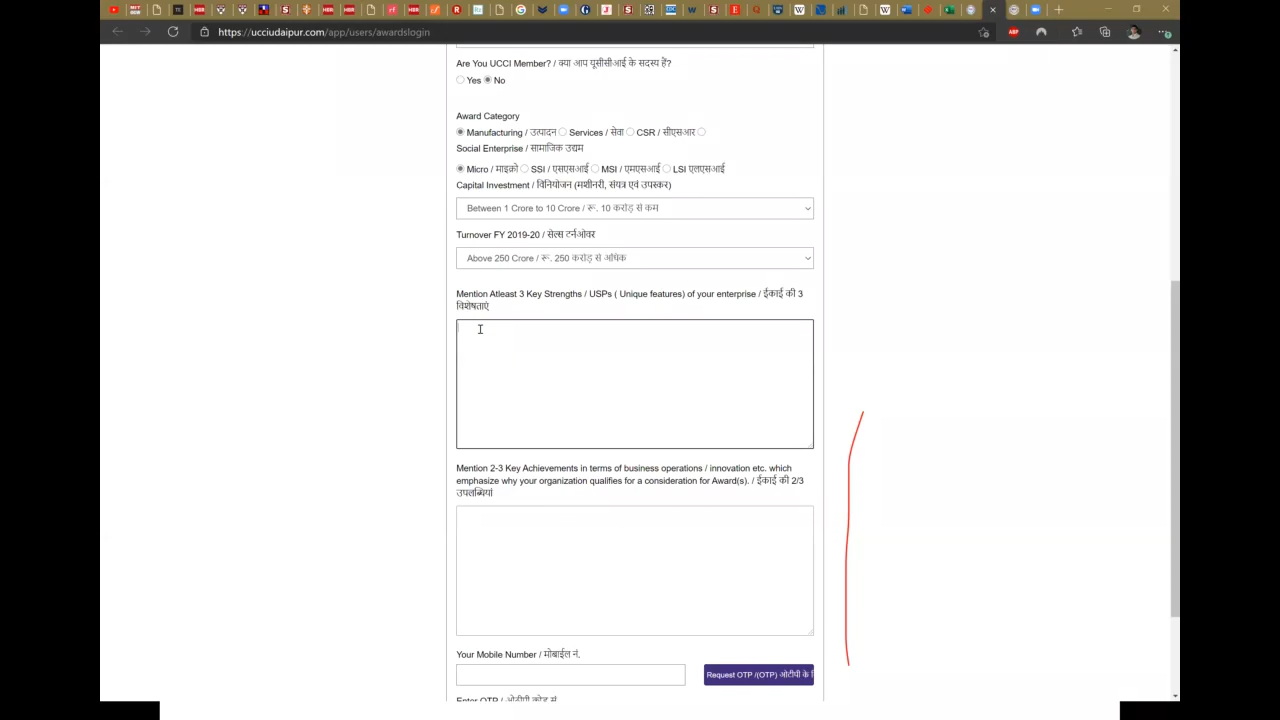 https://ucciudaipur.com/app/users/awardslogin
Are You UCCI Member? / क्या आप यूसीसीआई के सदस्य हैं?
Yes No
Award Category
Manufacturing / उत्पादन Services / सेवा CSR / सीएसआर
Social Enterprise / सामाजिक उद्यम
Micro / माइक्रो SSI / एसएसआई MSI / एमएसआई LSI एलएसआई
Capital Investment / विनियोजन (मशीनरी, संयत्र एवं उपस्कर)
Between 1 Crore to 10 Crore / रू. 10 करोड़ से कम
Turnover FY 2019-20 / सेल्स टर्नओवर
Above 250 Crore / रू. 250 करोड़ से अधिक
Mention Atleast 3 Key Strengths / USPs ( Unique features) of your enterprise / ईकाई की 3
विशेषताएं
Mention 2-3 Key Achievements in terms of business operations / innovation etc. which
emphasize why your organization qualifies for a consideration for Award(s). / ईकाई की 2/3
उपलब्धियां
Your Mobile Number / मोबाईल नं.
Request OTP /(OTP) ओटीपी के
Enter OTP / ओटीपी कोड सं